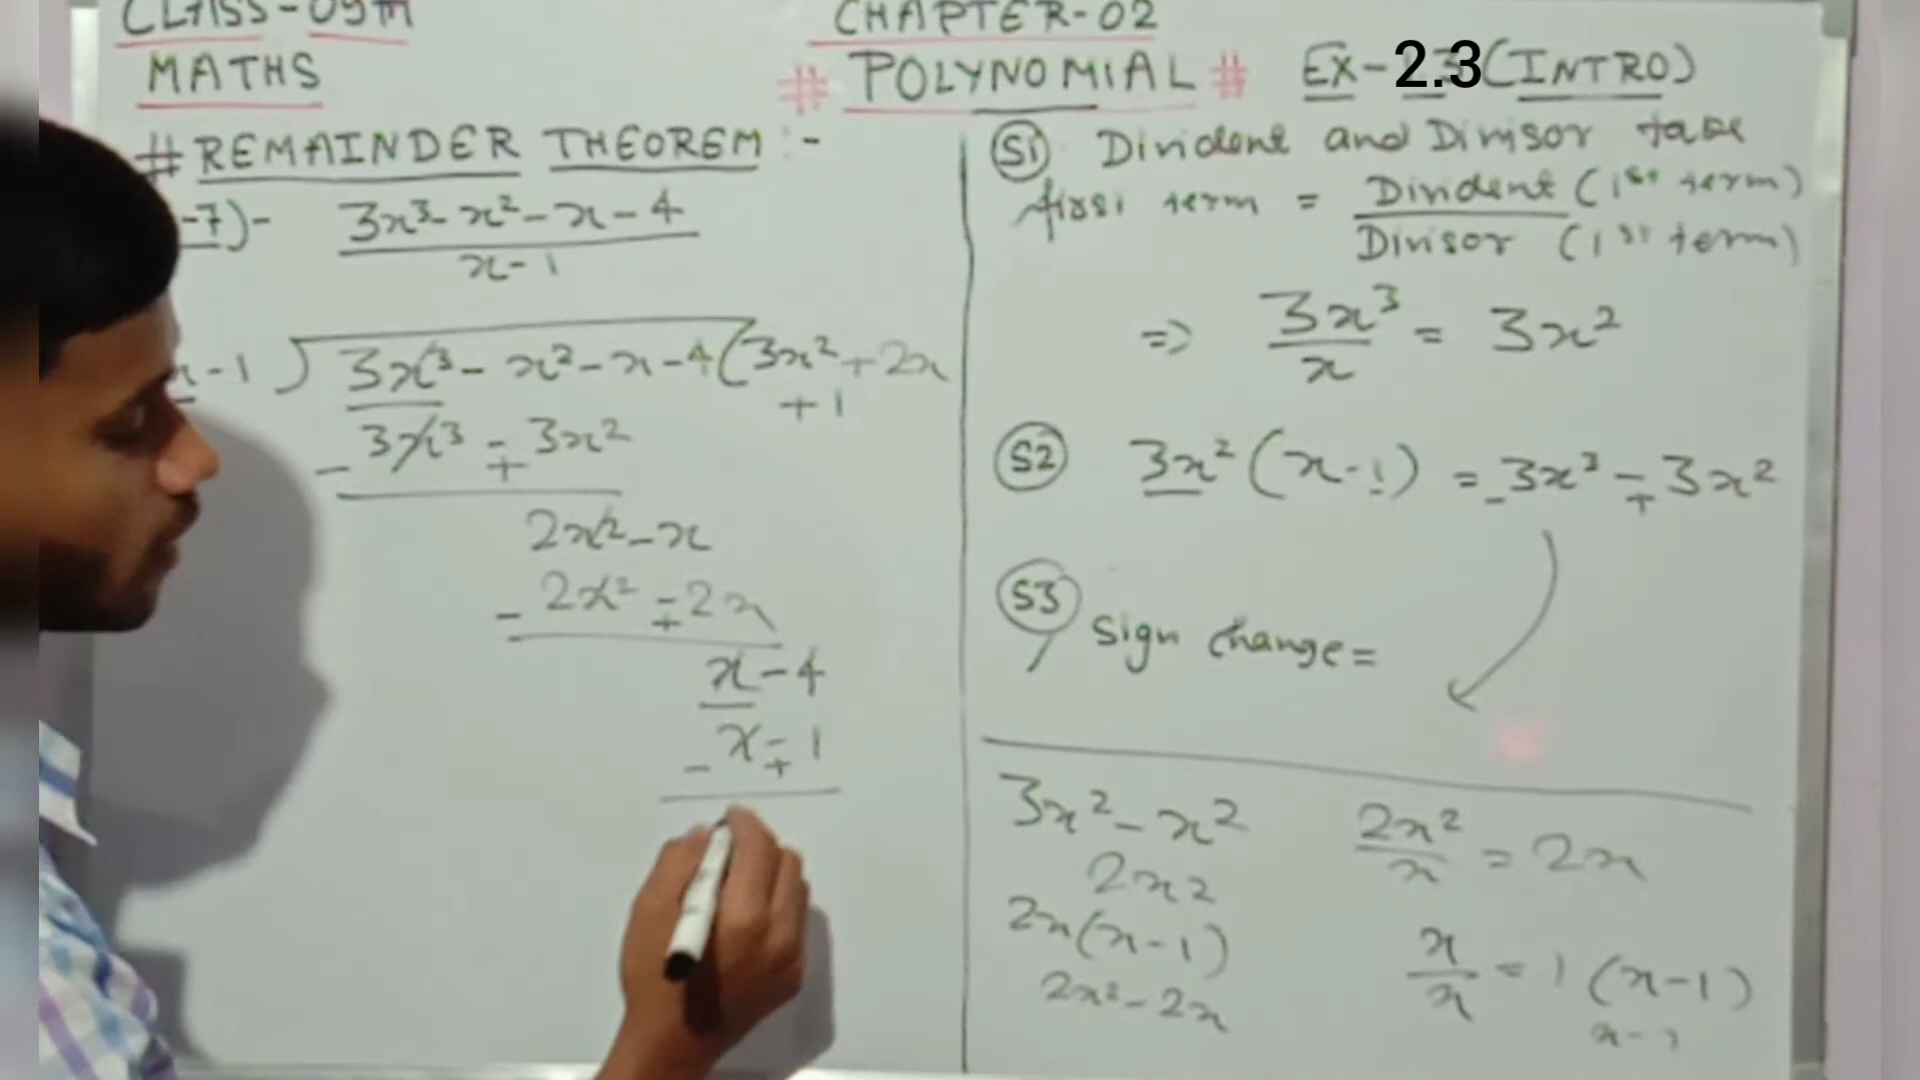 CLASS-09TH
MATHS
CHAPTER-02
# POLYNOMIAL #
EX-2.3(INTRO)
#REMAINDER THEOREM:-
-7)- 3x³-x²-x-4
x-1
x-1 ) 3x³-x²-x-4(3x²+2x
+1
3x³-3x²
- +
2x²-x
2x²-2x
- +
x-4
x-1
- +
S1 Divident and Divisor take
first term = Divident (1st term)
Divisor (1st term)
=> 3x³ = 3x²
x
S2 3x²(x-1) = 3x³-3x²
- +
S3 Sign change=
3x²-x²
2x²
2x(x-1)
2x²-2x
2x² = 2x
x
x = 1 (x-1)
x
x-1